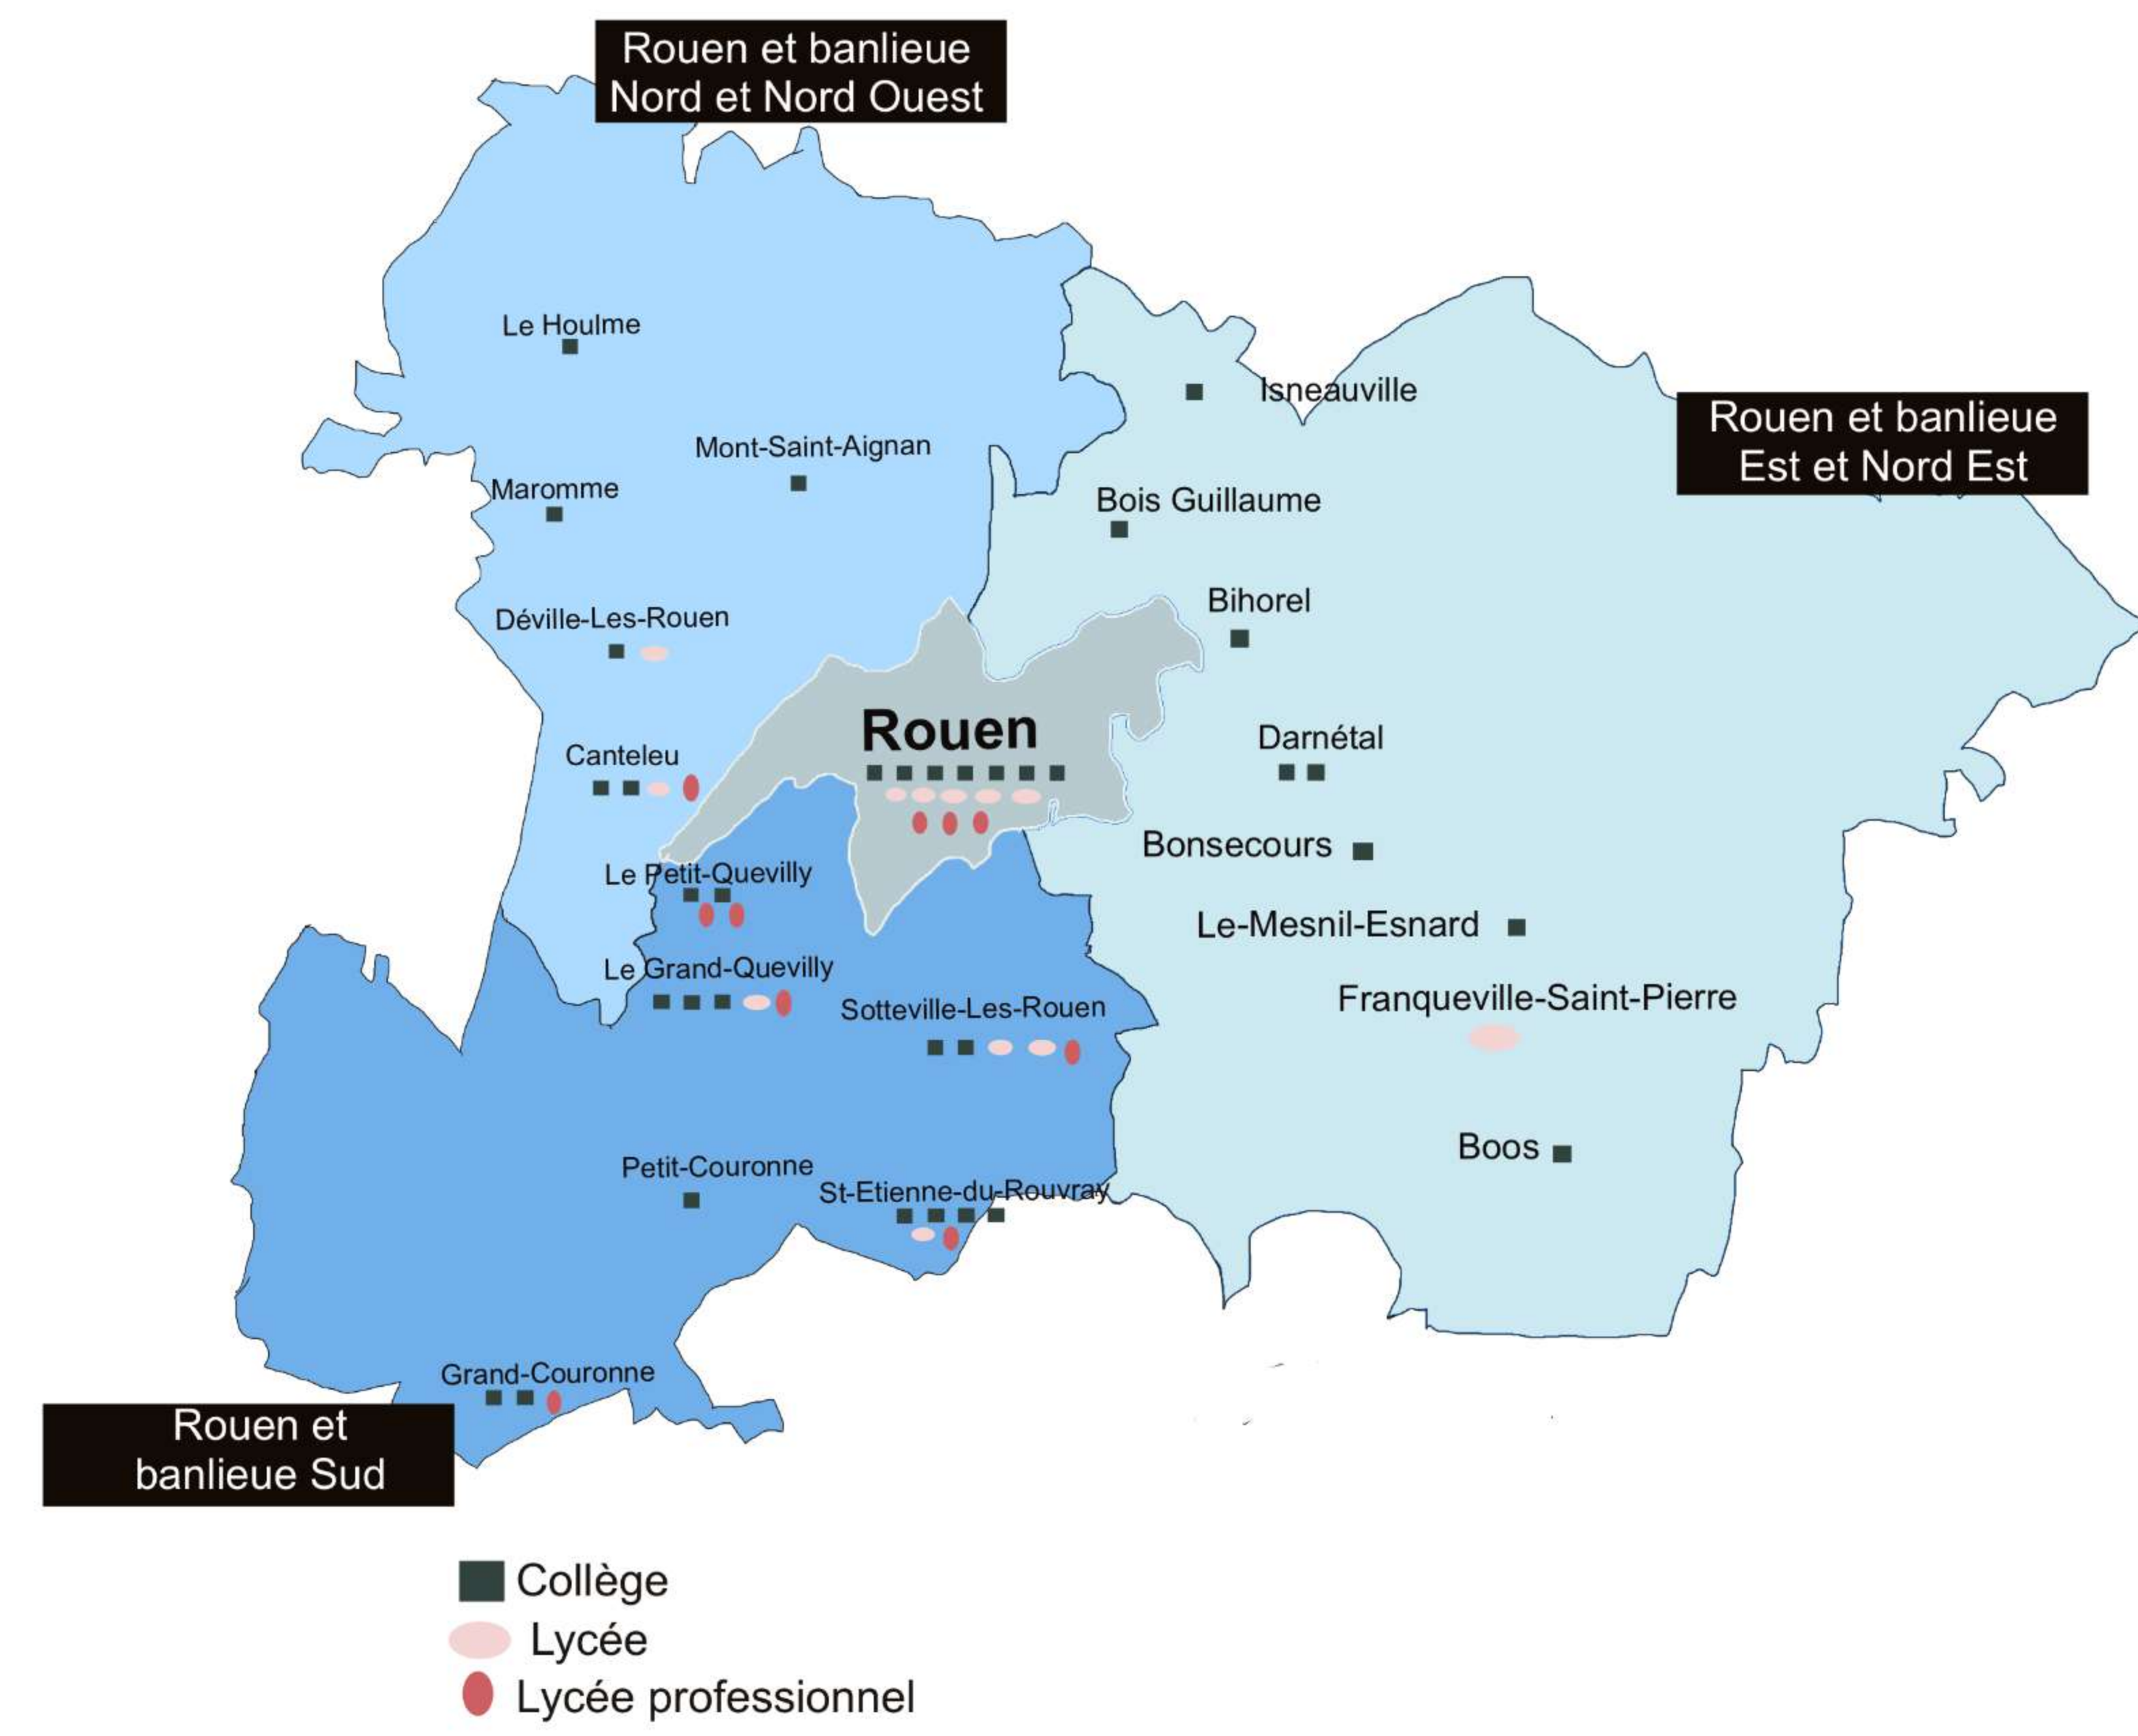 Rouen et banlieue
Nord et Nord Ouest
Le Houlme
Isneauville
Rouen et banlieue
Est et Nord Est
Mont-Saint-Aignan
Maromme
Bois Guillaume
Bihorel
Déville-Les-Rouen
Rouen
Darnétal
Canteleu
Bonsecours
Le Petit-Quevilly
Le-Mesnil-Esnard
Le Grand-Quevilly
Franqueville-Saint-Pierre
Sotteville-Les-Rouen
Boos
Petit-Couronne
St-Etienne-du-Rouvray
Grand-Couronne
Rouen et
banlieue Sud
Collège
Lycée
Lycée professionnel